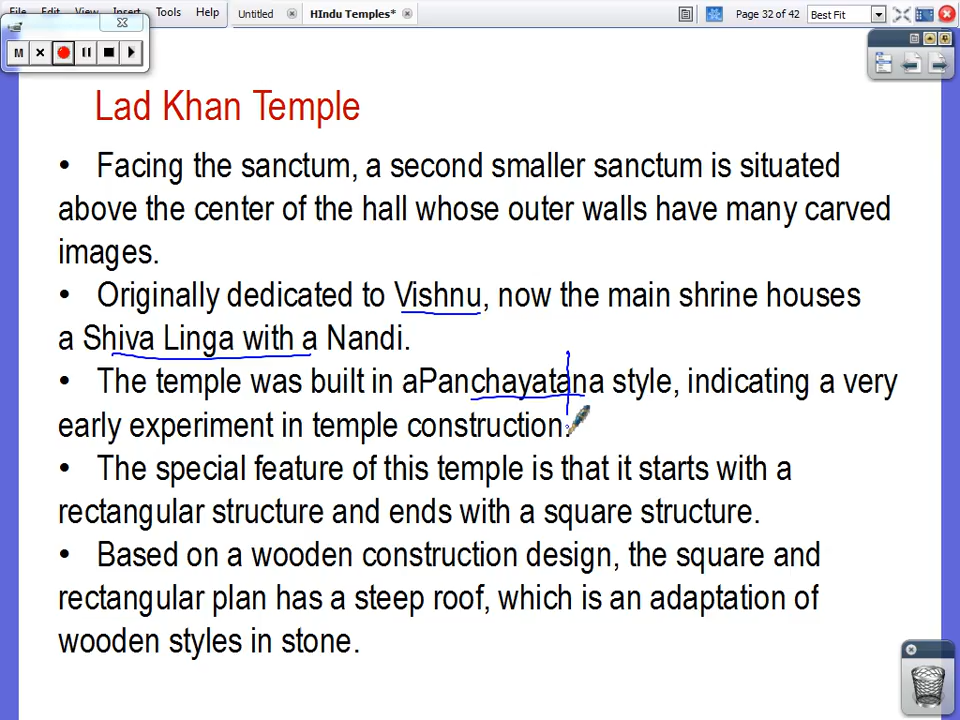 File Edit View Insert Tools Help Untitled HIndu Temples* Page 32 of 42 Best Fit
M
Lad Khan Temple
• Facing the sanctum, a second smaller sanctum is situated
above the center of the hall whose outer walls have many carved
images.
• Originally dedicated to Vishnu, now the main shrine houses
a Shiva Linga with a Nandi.
• The temple was built in aPanchayatana style, indicating a very
early experiment in temple construction.
• The special feature of this temple is that it starts with a
rectangular structure and ends with a square structure.
• Based on a wooden construction design, the square and
rectangular plan has a steep roof, which is an adaptation of
wooden styles in stone.